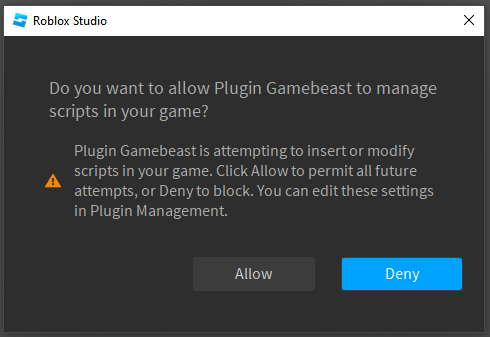 Roblox Studio
Do you want to allow Plugin Gamebeast to manage
scripts in your game?
Plugin Gamebeast is attempting to insert or modify
scripts in your game. Click Allow to permit all future
attempts, or Deny to block. You can edit these settings
in Plugin Management.
Allow
Deny